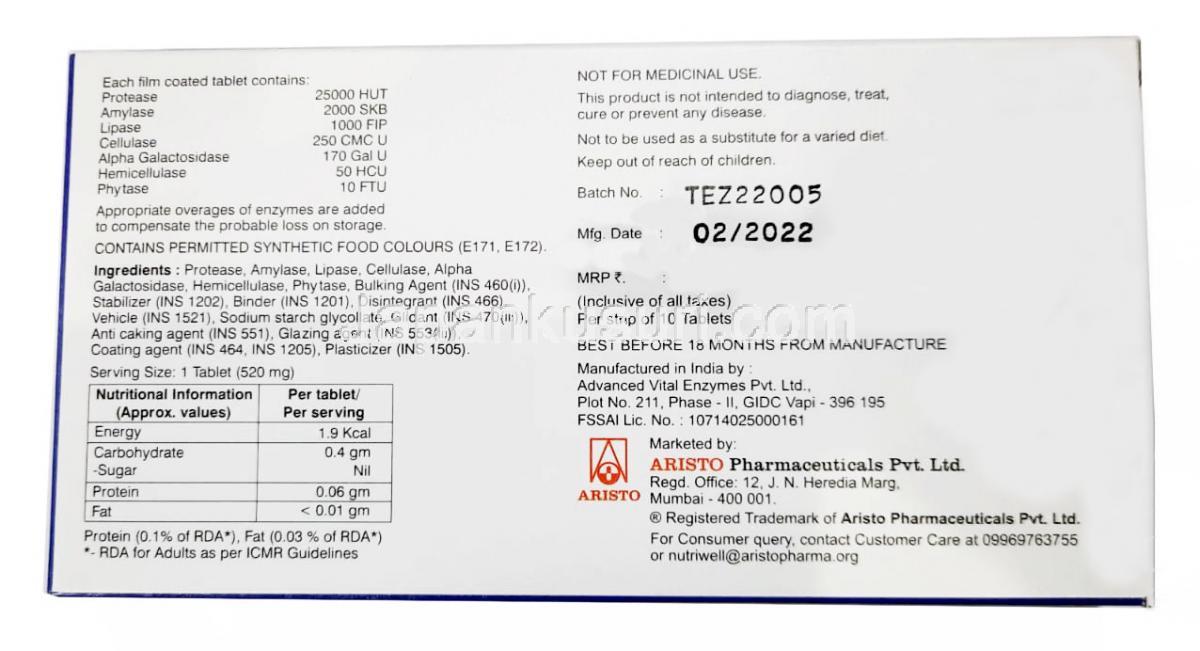 Each film coated tablet contains:
Protease 25000 HUT
Amylase 2000 SKB
Lipase 1000 FIP
Cellulase 250 CMC U
Alpha Galactosidase 170 Gal U
Hemicellulase 50 HCU
Phytase 10 FTU
Appropriate overages of enzymes are added
to compensate the probable loss on storage.
CONTAINS PERMITTED SYNTHETIC FOOD COLOURS (E171, E172).
Ingredients : Protease, Amylase, Lipase, Cellulase, Alpha
Galactosidase, Hemicellulase, Phytase, Bulking Agent (INS 460(i)),
Stabilizer (INS 1202), Binder (INS 1201), Disintegrant (INS 466),
Vehicle (INS 1521), Sodium starch glycollate, Glidant (INS 470(iii)),
Anti caking agent (INS 551), Glazing agent (INS 553(iii)),
Coating agent (INS 464, INS 1205), Plasticizer (INS 1505).
Serving Size: 1 Tablet (520 mg)
Nutritional Information Per tablet/
(Approx. values) Per serving
Energy 1.9 Kcal
Carbohydrate 0.4 gm
-Sugar Nil
Protein 0.06 gm
Fat < 0.01 gm
Protein (0.1% of RDA*), Fat (0.03 % of RDA*)
*- RDA for Adults as per ICMR Guidelines
NOT FOR MEDICINAL USE.
This product is not intended to diagnose, treat,
cure or prevent any disease.
Not to be used as a substitute for a varied diet.
Keep out of reach of children.
Batch No. : TEZ22005
Mfg. Date : 02/2022
MRP ₹. :
(Inclusive of all taxes)
Per strip of 10 Tablets
BEST BEFORE 18 MONTHS FROM MANUFACTURE
Manufactured in India by :
Advanced Vital Enzymes Pvt. Ltd.,
Plot No. 211, Phase - II, GIDC Vapi - 396 195
FSSAI Lic. No. : 10714025000161
ARISTO
Marketed by:
ARISTO Pharmaceuticals Pvt. Ltd.
Regd. Office: 12, J. N. Heredia Marg,
Mumbai - 400 001.
® Registered Trademark of Aristo Pharmaceuticals Pvt. Ltd.
For Consumer query, contact Customer Care at 09969763755
or nutriwell@aristopharma.org